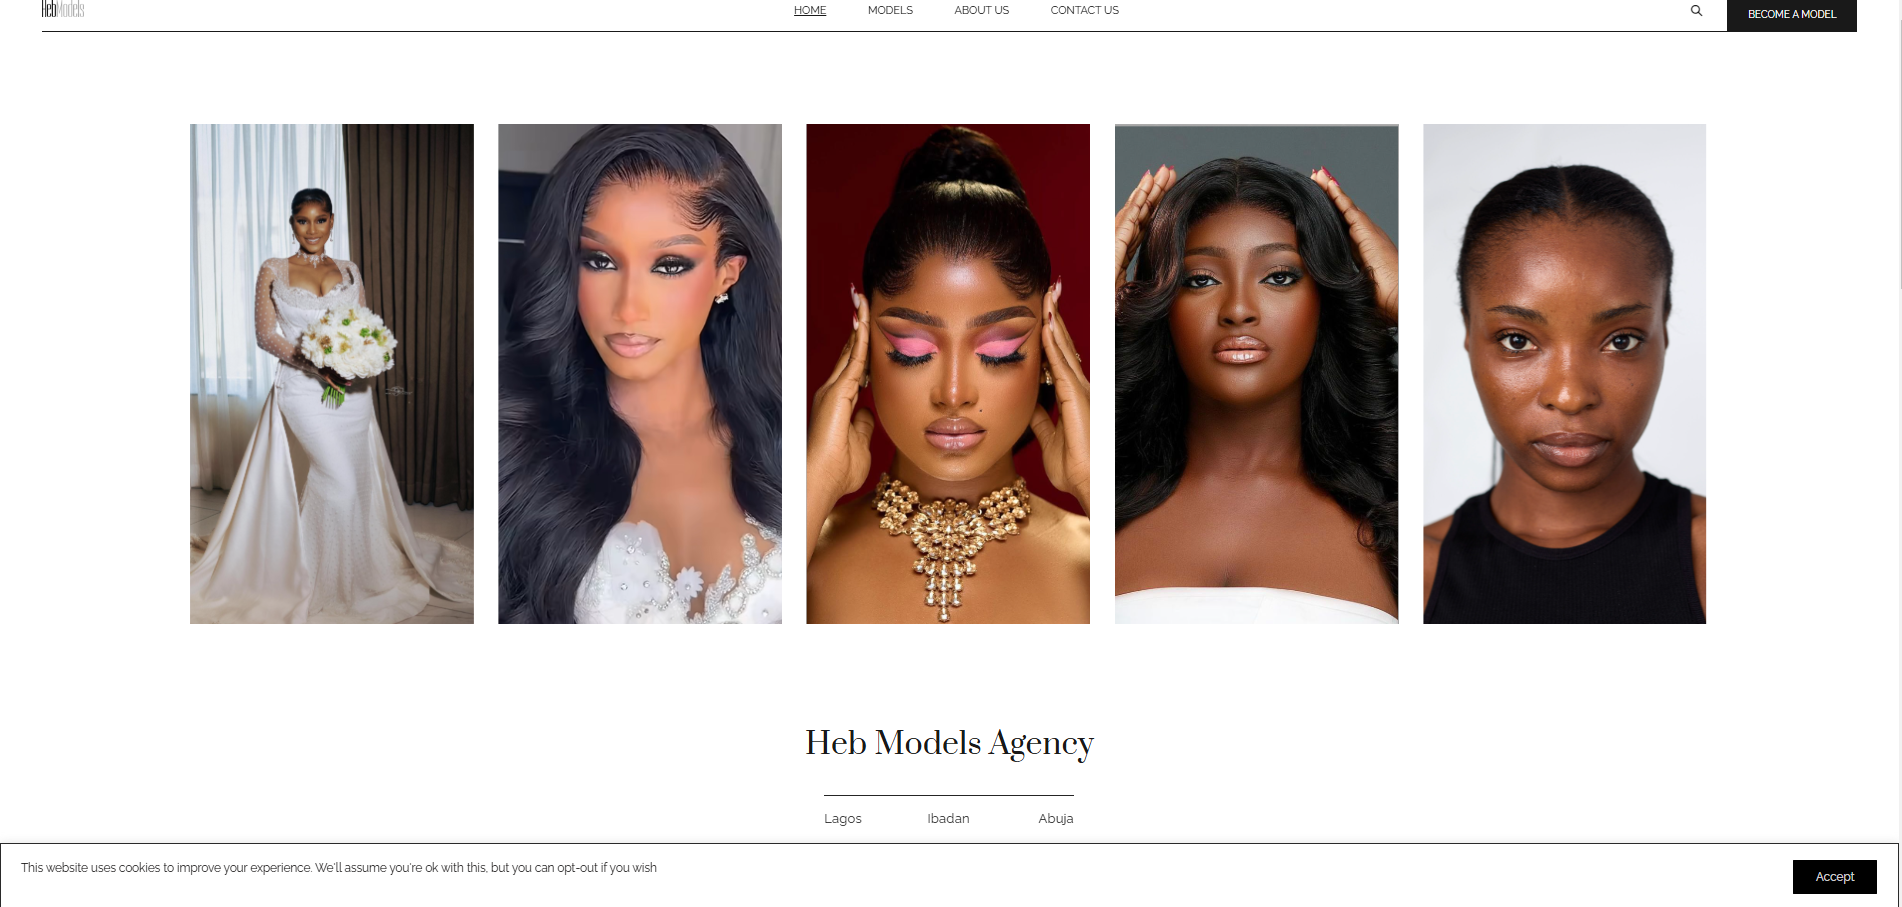 HebModels
HOME
MODELS
ABOUT US
CONTACT US
BECOME A MODEL
Heb Models Agency
Lagos
Ibadan
Abuja
This website uses cookies to improve your experience. We'll assume you're ok with this, but you can opt-out if you wish
Accept